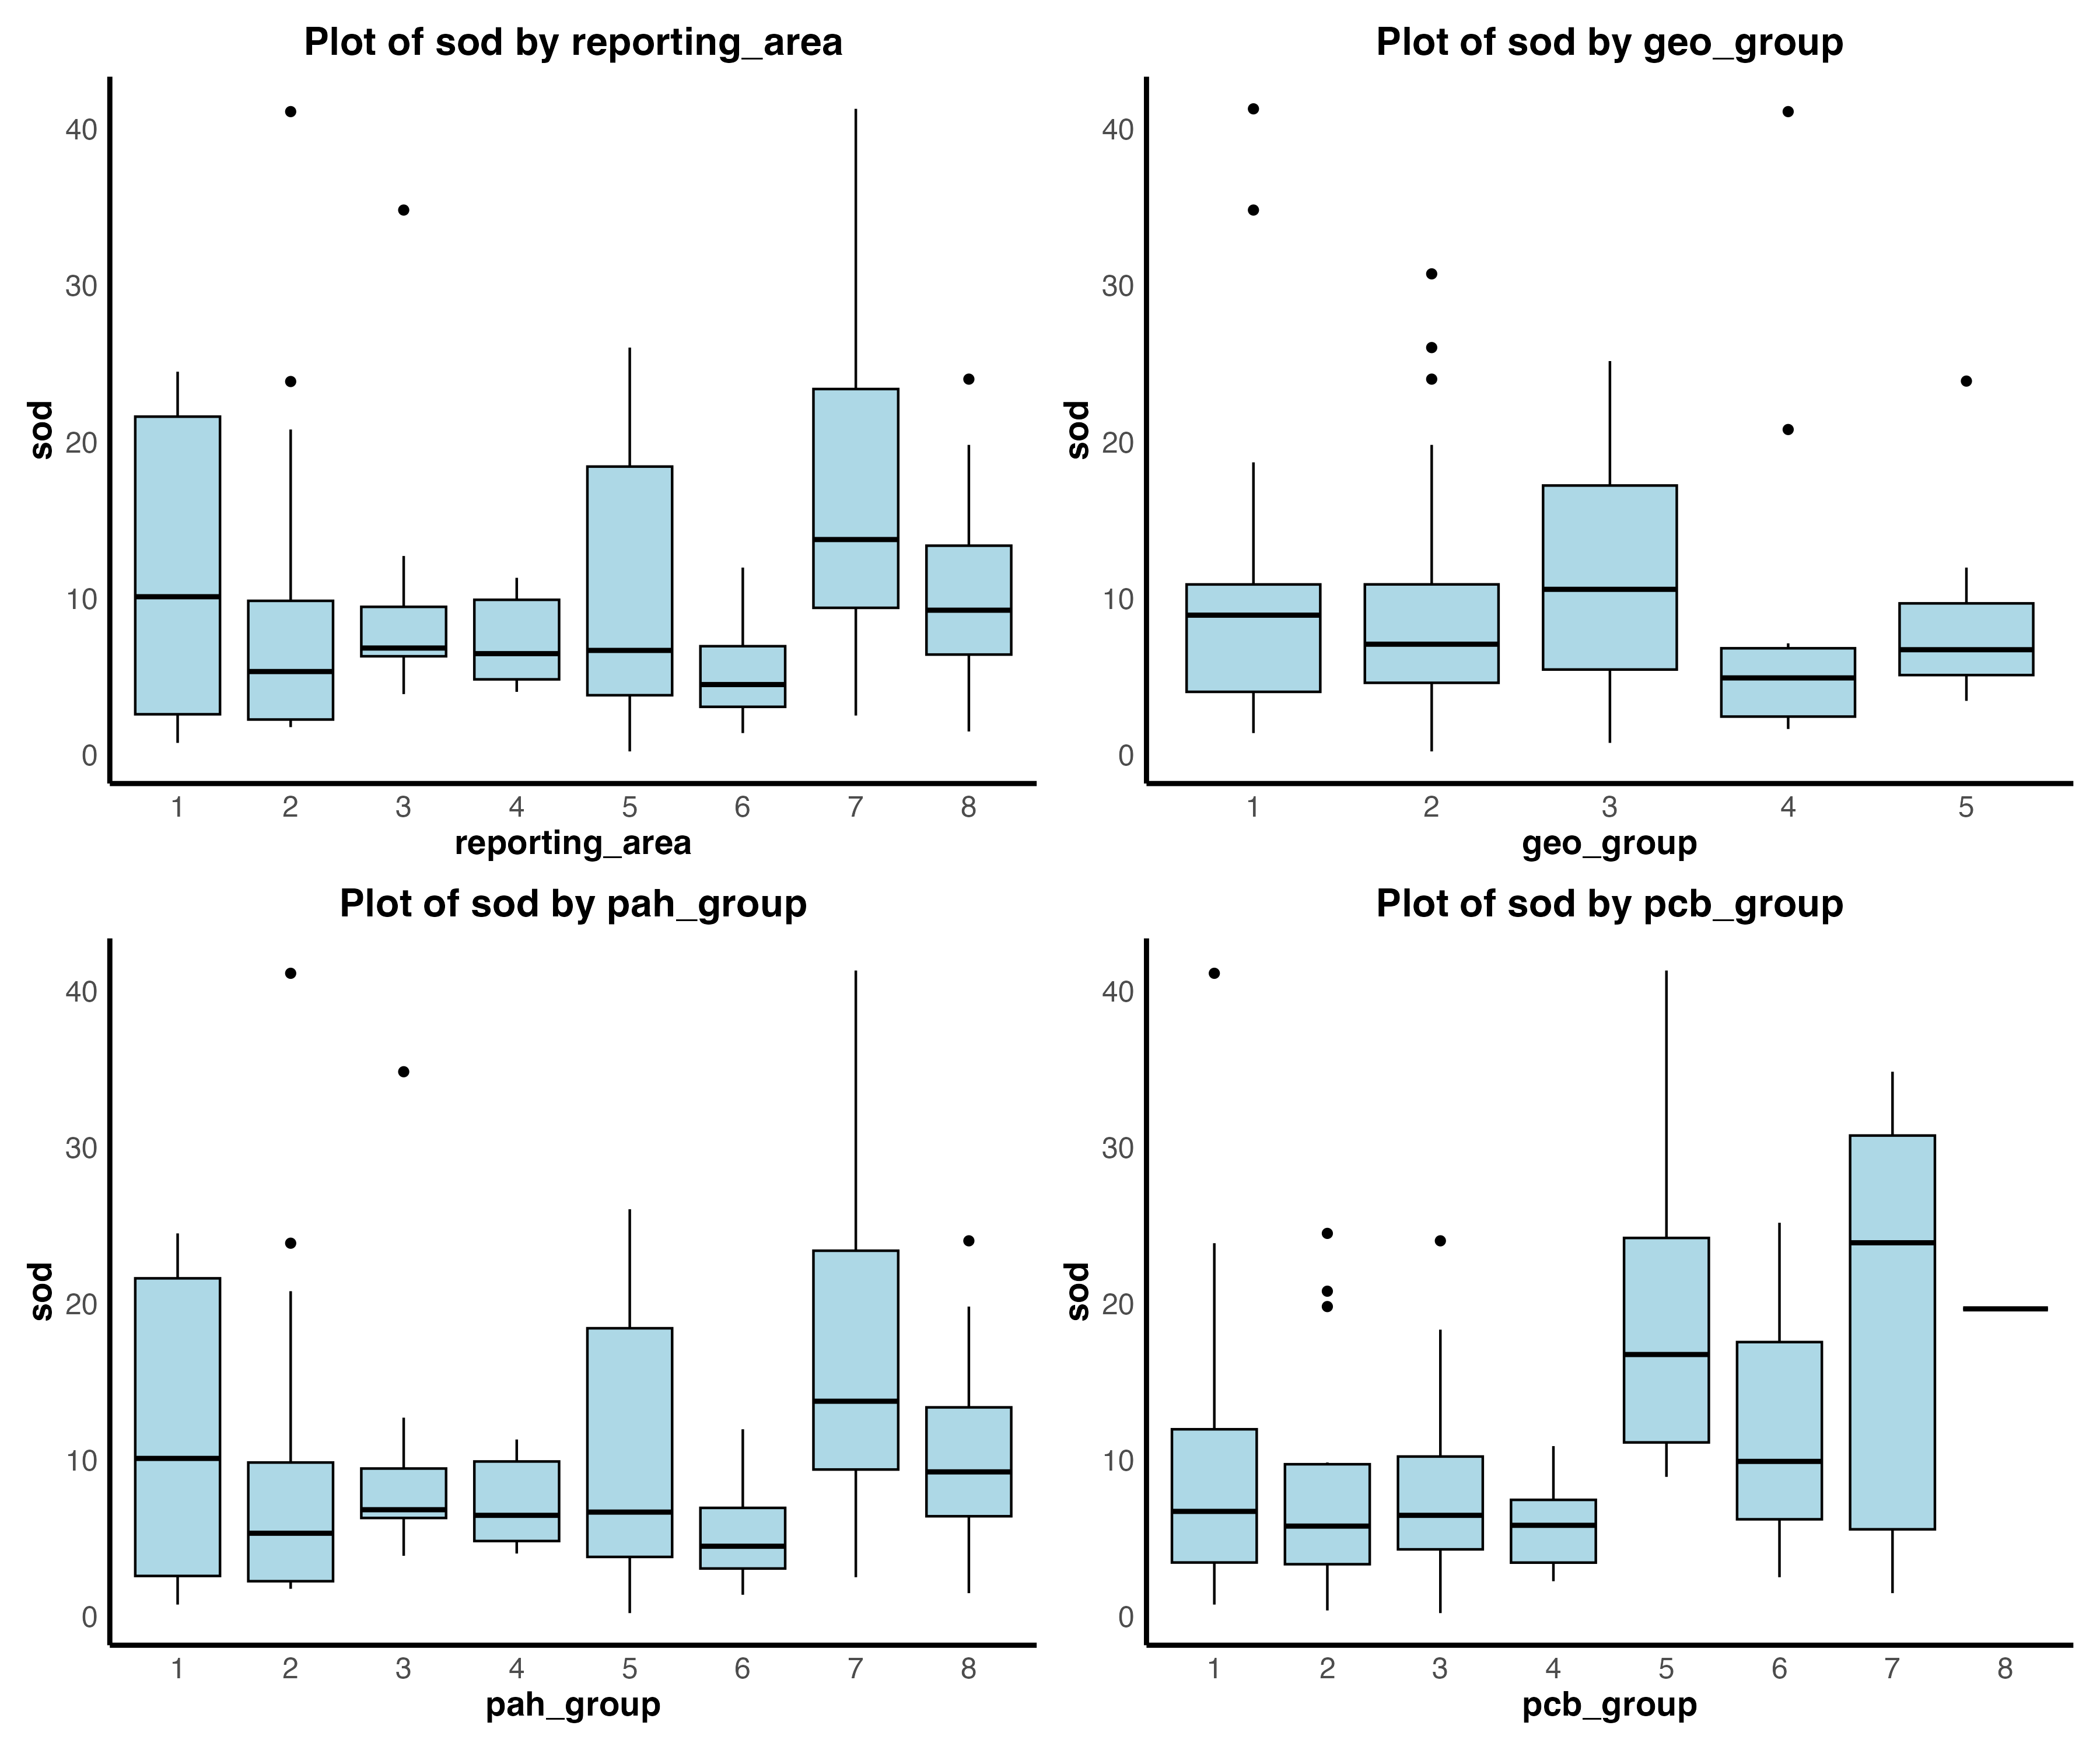 Plot of sod by reporting_area
sod
40
30
20
10
0
1 2 3 4 5 6 7 8
reporting_area
Plot of sod by geo_group
sod
40
30
20
10
0
1 2 3 4 5
geo_group
Plot of sod by pah_group
sod
40
30
20
10
0
1 2 3 4 5 6 7 8
pah_group
Plot of sod by pcb_group
sod
40
30
20
10
0
1 2 3 4 5 6 7 8
pcb_group